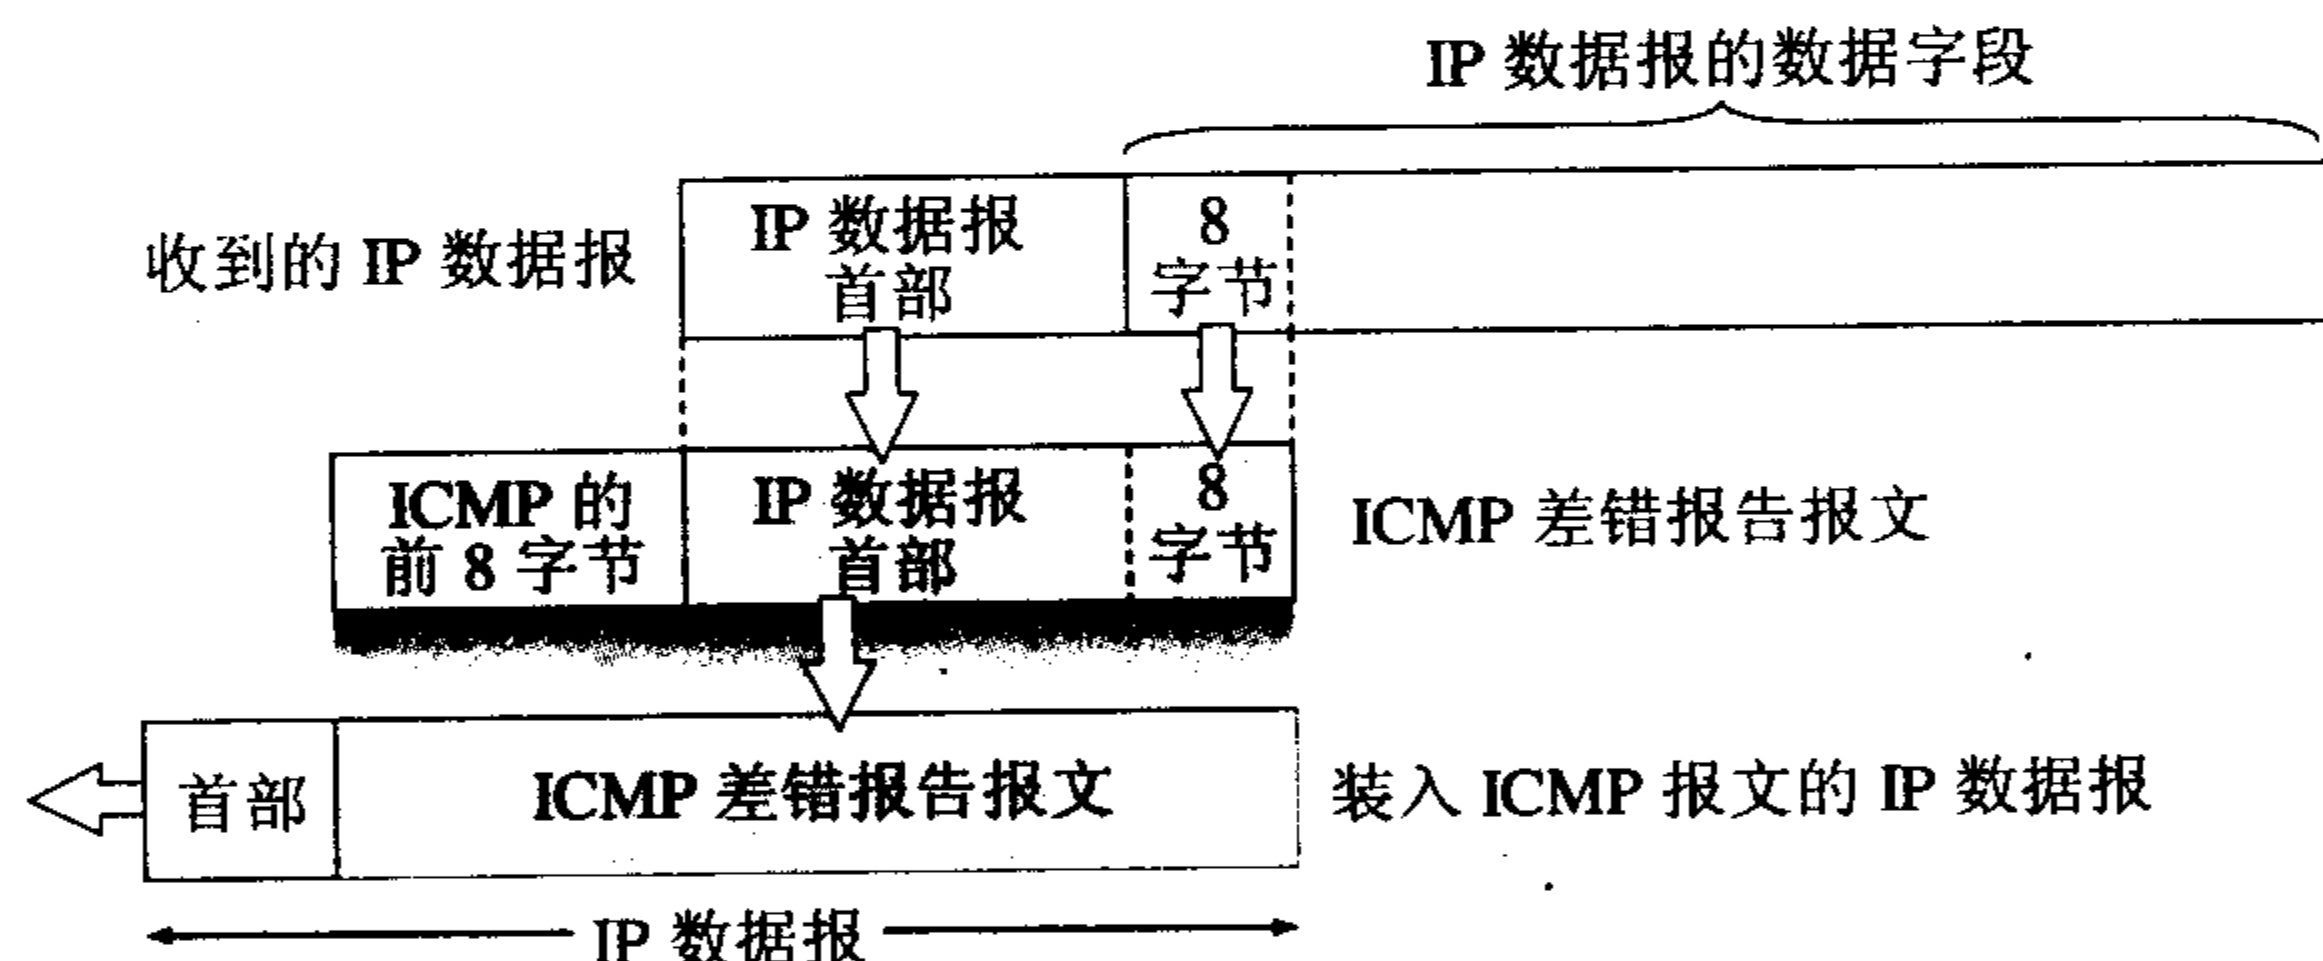 IP 数据报的数据字段
收到的 IP 数据报
IP 数据报
首部
8
字节
ICMP 的
前 8 字节
IP 数据报
首部
8
字节
ICMP 差错报告报文
首部
ICMP 差错报告报文
装入 ICMP 报文的 IP 数据报
IP 数据报